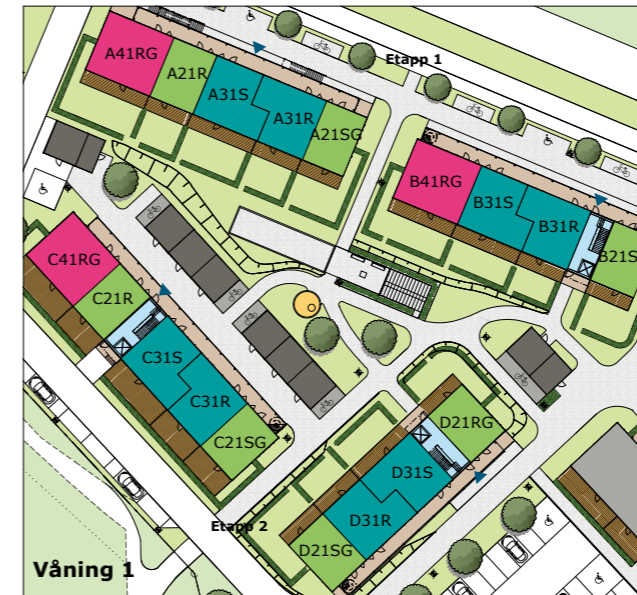 Etapp 1
A41RG
A21R
A31S
A31R
A21SG
B41RG
B31S
B31R
B21S
C41RG
C21R
C31S
C31R
C21SG
D21RG
D31S
D31R
D21SG
Etapp 2
Våning 1